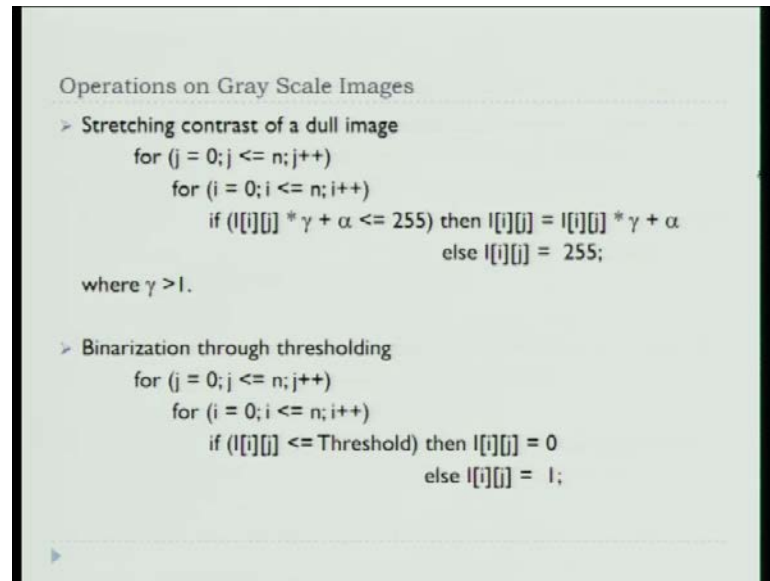 Operations on Gray Scale Images
➢ Stretching contrast of a dull image
for (j = 0; j <= n; j++)
for (i = 0; i <= n; i++)
if (I[i][j] * γ + α <= 255) then I[i][j] = I[i][j] * γ + α
else I[i][j] = 255;
where γ >1.
➢ Binarization through thresholding
for (j = 0; j <= n; j++)
for (i = 0; i <= n; i++)
if (I[i][j] <= Threshold) then I[i][j] = 0
else I[i][j] = 1;